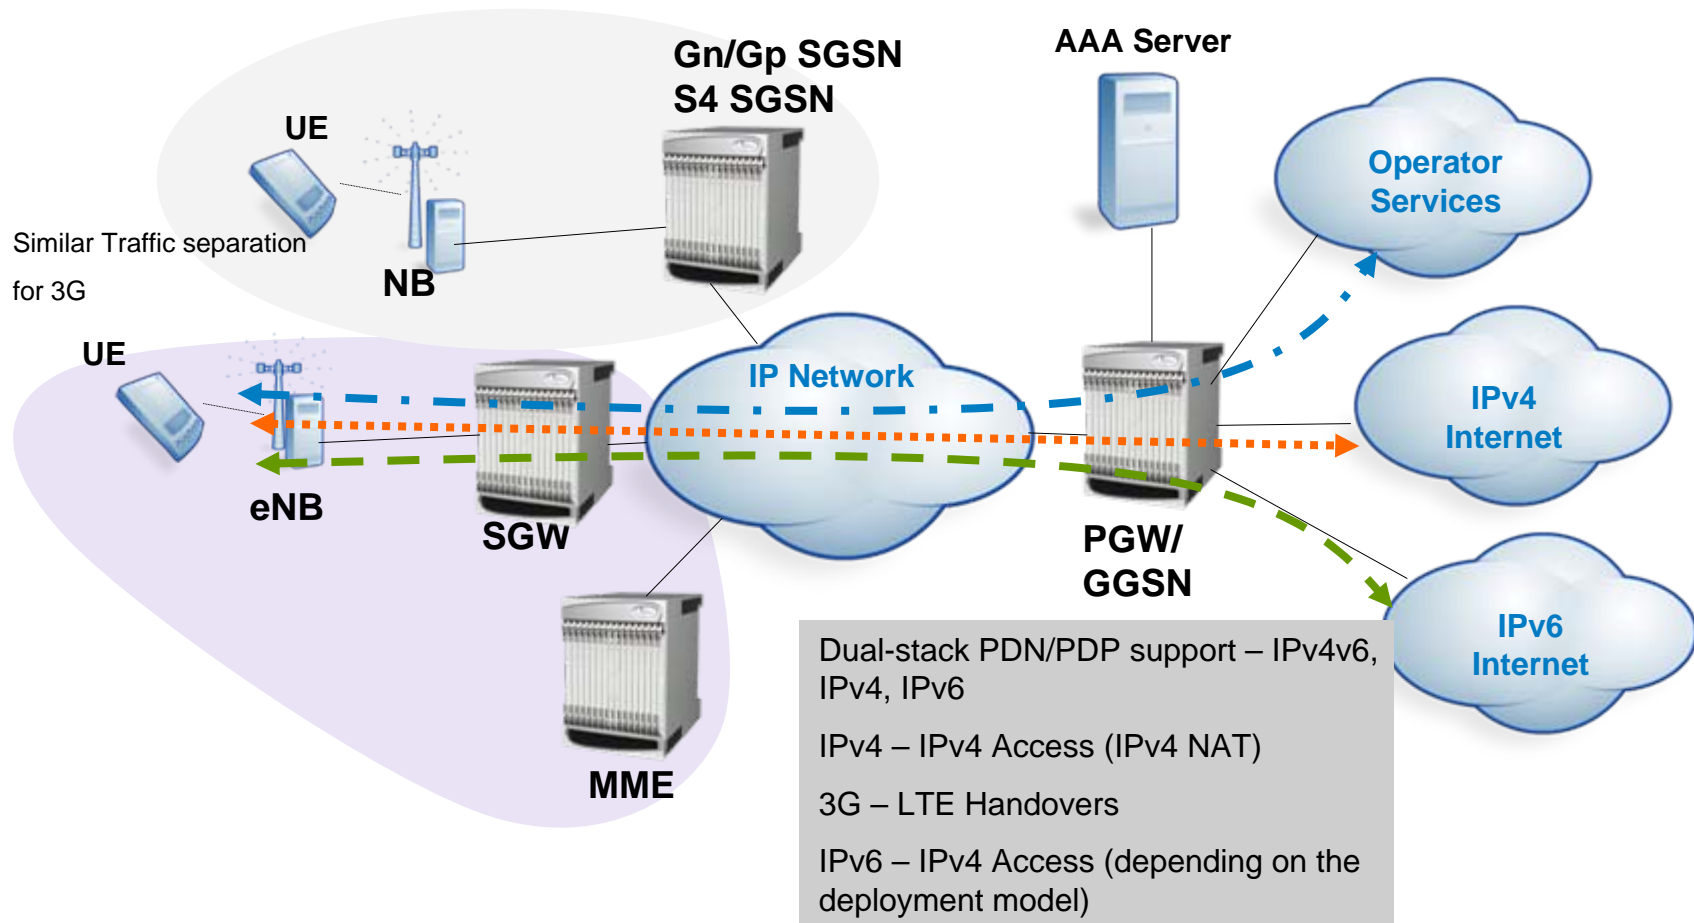 Gn/Gp SGSN
S4 SGSN
AAA Server
UE
Operator
Services
Similar Traffic separation
for 3G
NB
UE
IP Network
IPv4
Internet
eNB
SGW
PGW/
GGSN
IPv6
Internet
MME
Dual-stack PDN/PDP support – IPv4v6,
IPv4, IPv6
IPv4 – IPv4 Access (IPv4 NAT)
3G – LTE Handovers
IPv6 – IPv4 Access (depending on the
deployment model)